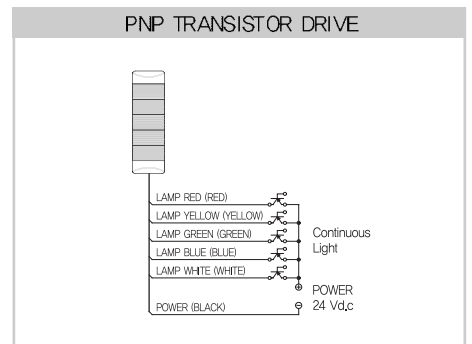 PNP TRANSISTOR DRIVE
LAMP RED (RED)
LAMP YELLOW (YELLOW)
LAMP GREEN (GREEN)
LAMP BLUE (BLUE)
LAMP WHITE (WHITE)
Continuous
Light
POWER
24 Vd.c
POWER (BLACK)